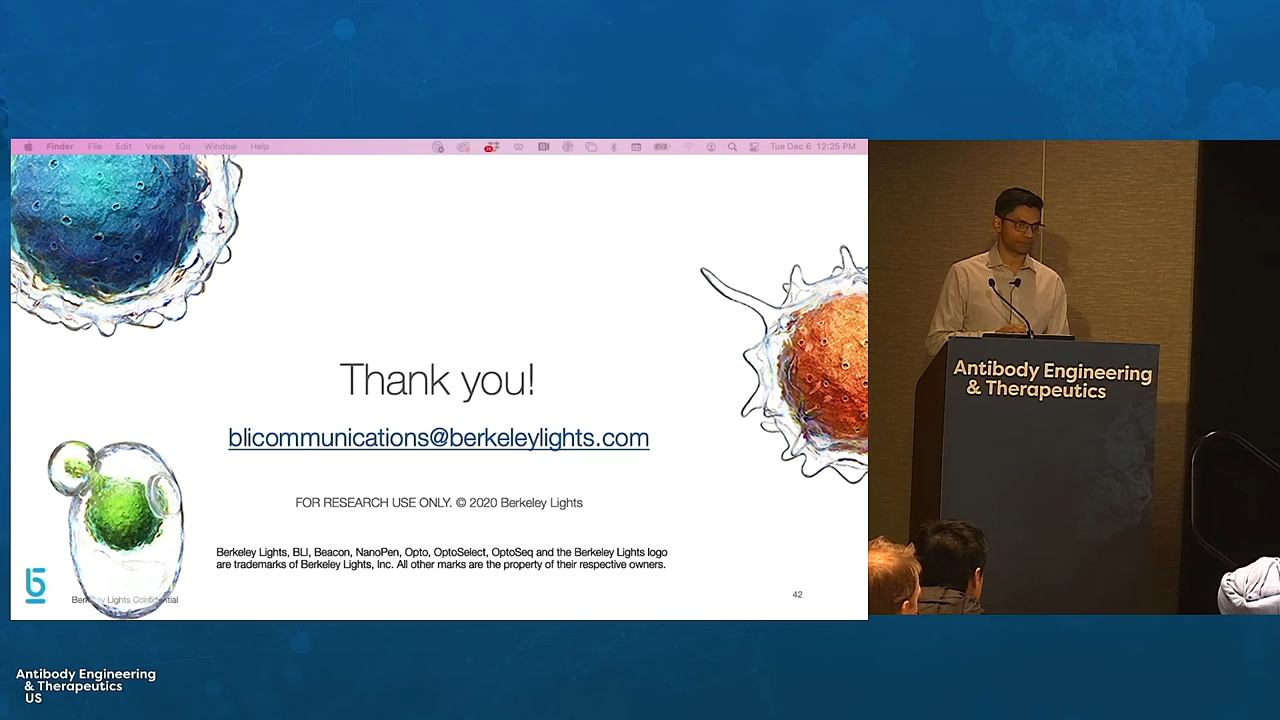 Finder File Edit View Go Window Help
Tue Dec 6 12:25 PM
Thank you!
blicommunications@berkeleylights.com
FOR RESEARCH USE ONLY. © 2020 Berkeley Lights
Berkeley Lights, BLI, Beacon, NanoPen, Opto, OptoSelect, OptoSeq and the Berkeley Lights logo
are trademarks of Berkeley Lights, Inc. All other marks are the property of their respective owners.
Berkeley Lights Confidential
42
Antibody Engineering
& Therapeutics
Antibody Engineering
& Therapeutics
US